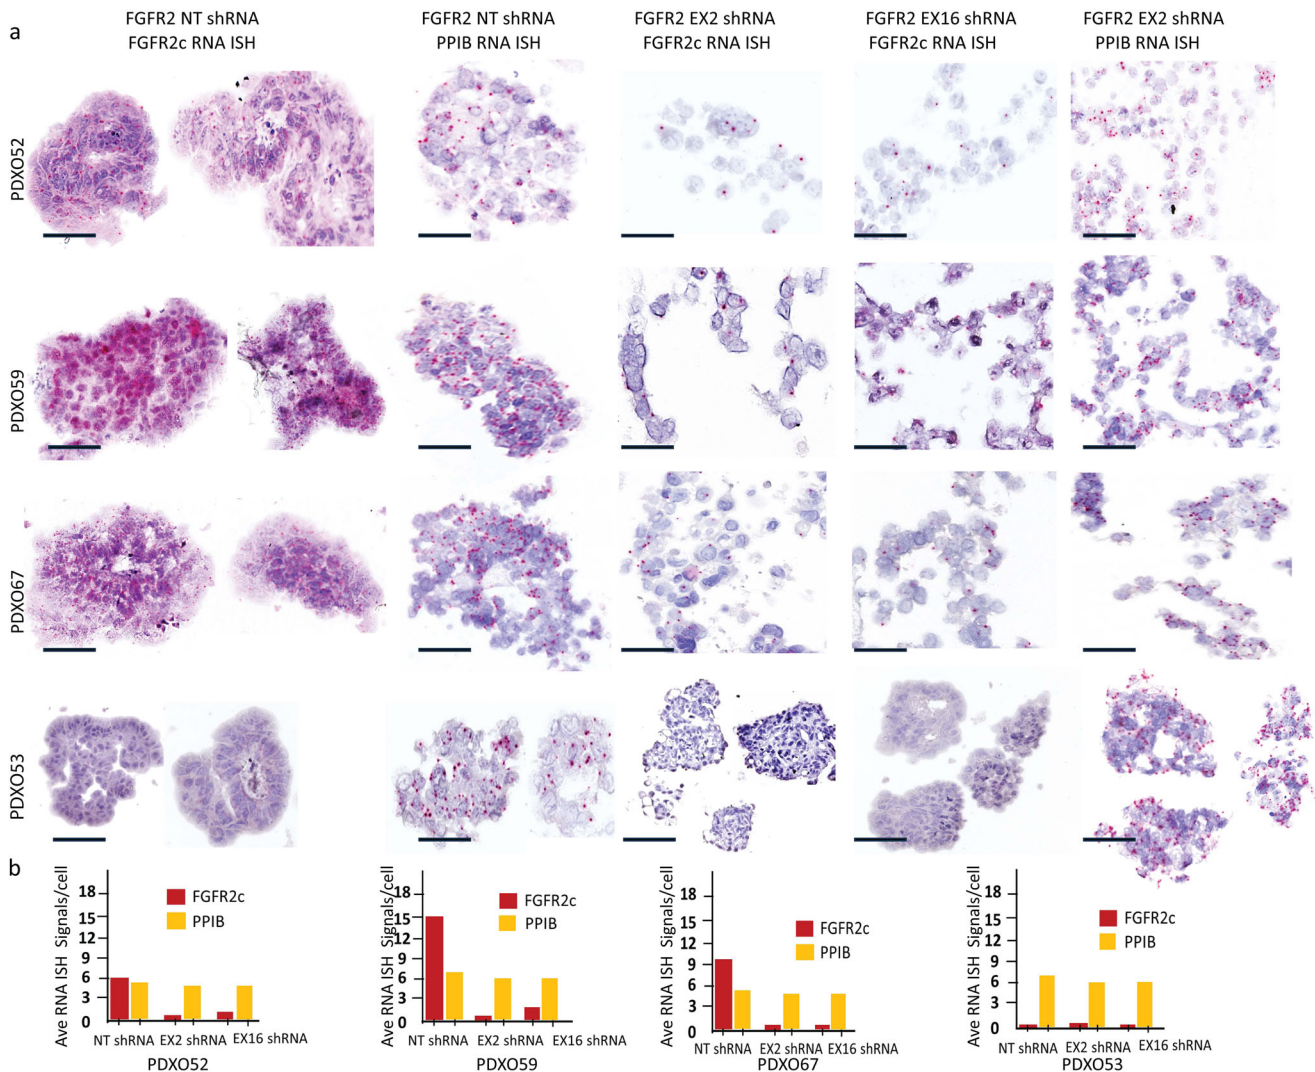 a
FGFR2 NT shRNA
FGFR2c RNA ISH
FGFR2 NT shRNA
PPIB RNA ISH
FGFR2 EX2 shRNA
FGFR2c RNA ISH
FGFR2 EX16 shRNA
FGFR2c RNA ISH
FGFR2 EX2 shRNA
PPIB RNA ISH
PDXO52
PDXO59
PDXO67
PDXO53
b
Ave RNA ISH Signals/cell
18
15
12
9
6
3
0
FGFR2c
PPIB
NT shRNA EX2 shRNA EX16 shRNA
PDXO52
Ave RNA ISH Signals/cell
18
15
12
9
6
3
0
FGFR2c
PPIB
NT shRNA EX2 shRNA EX16 shRNA
PDXO59
Ave RNA ISH Signals/cell
18
15
12
9
6
3
0
FGFR2c
PPIB
NT shRNA EX2 shRNA EX16 shRNA
PDXO67
Ave RNA ISH Signals/cell
18
15
12
9
6
3
0
FGFR2c
PPIB
NT shRNA EX2 shRNA EX16 shRNA
PDXO53